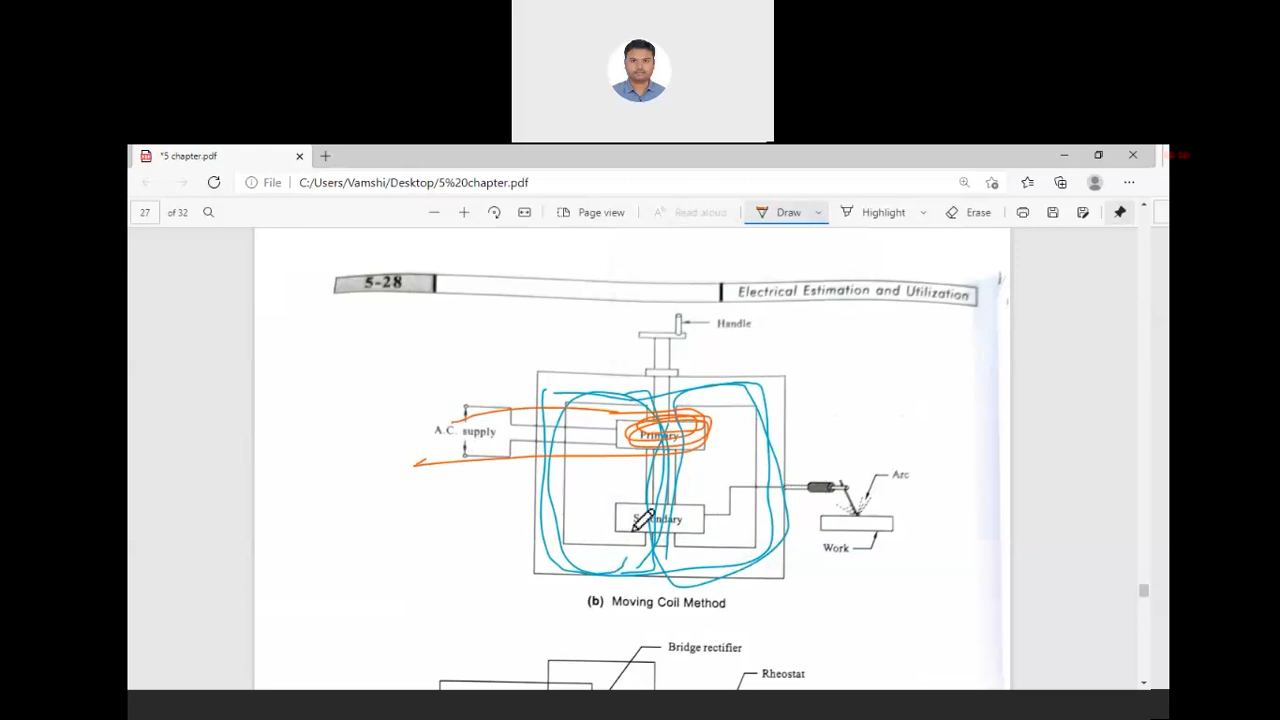 *5 chapter.pdf
File C:/Users/Vamshi/Desktop/5%20chapter.pdf
27 of 32 Page view Read aloud Draw Highlight Erase
5-28
Electrical Estimation and Utilization
Handle
A.C. supply
Primary
Arc
Work
(b) Moving Coil Method
Bridge rectifier
Rheostat